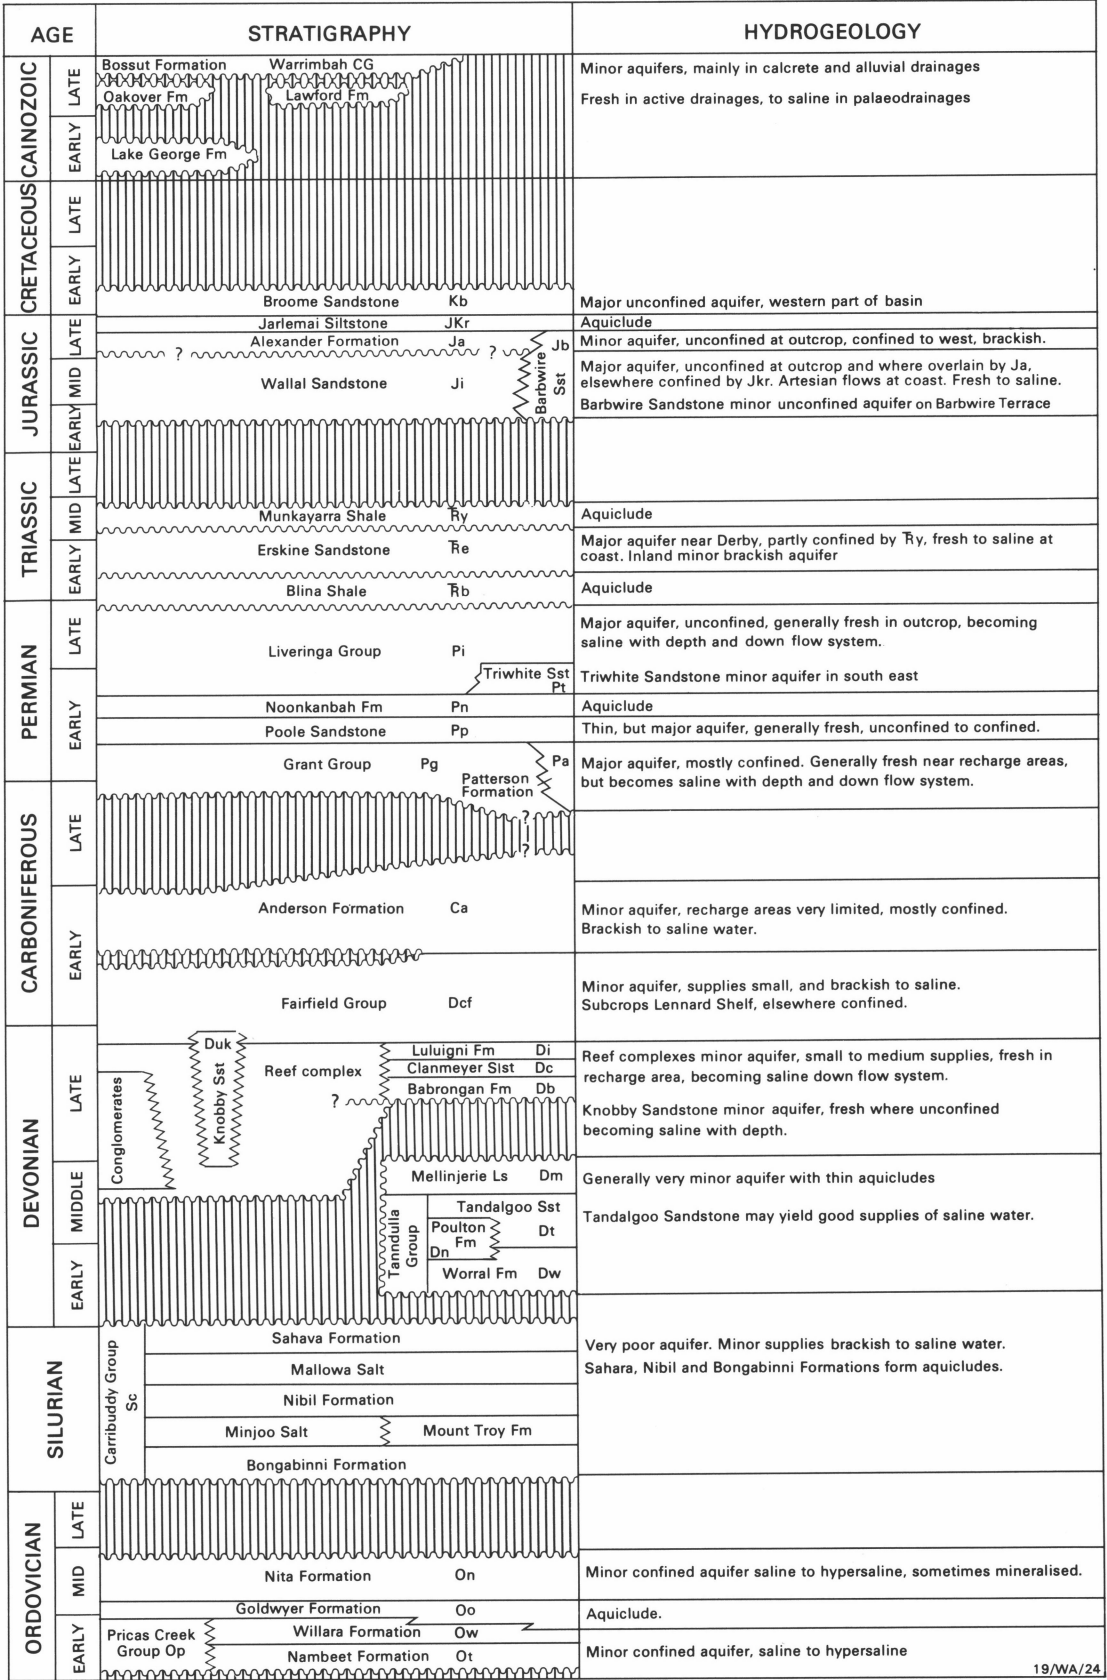 AGE
STRATIGRAPHY
HYDROGEOLOGY
CAINOZOIC
LATE
EARLY
Bossut Formation
Warrimbah CG
Oakover Fm
Lawford Fm
Lake George Fm
Minor aquifers, mainly in calcrete and alluvial drainages
Fresh in active drainages, to saline in palaeodrainages
CRETACEOUS
LATE
EARLY
Broome Sandstone Kb
Major unconfined aquifer, western part of basin
JURASSIC
LATE
MID
EARLY
Jarlemai Siltstone JKr
Aquiclude
Alexander Formation Ja
Jb
Minor aquifer, unconfined at outcrop, confined to west, brackish.
? ?
Wallal Sandstone Ji
Barbwire
Sst
Major aquifer, unconfined at outcrop and where overlain by Ja,
elsewhere confined by Jkr. Artesian flows at coast. Fresh to saline.
Barbwire Sandstone minor unconfined aquifer on Barbwire Terrace
TRIASSIC
LATE
MID
EARLY
Munkayarra Shale Ŧy
Aquiclude
Erskine Sandstone Ŧe
Major aquifer near Derby, partly confined by Ŧy, fresh to saline at
coast. Inland minor brackish aquifer
Blina Shale Ŧb
Aquiclude
PERMIAN
LATE
EARLY
Liveringa Group Pi
Major aquifer, unconfined, generally fresh in outcrop, becoming
saline with depth and down flow system.
Triwhite Sst
Pt
Triwhite Sandstone minor aquifer in south east
Noonkanbah Fm Pn
Aquiclude
Poole Sandstone Pp
Thin, but major aquifer, generally fresh, unconfined to confined.
Grant Group Pg
Pa
Patterson
Formation
Major aquifer, mostly confined. Generally fresh near recharge areas,
but becomes saline with depth and down flow system.
CARBONIFEROUS
LATE
EARLY
?
?
Anderson Formation Ca
Minor aquifer, recharge areas very limited, mostly confined.
Brackish to saline water.
Fairfield Group Dcf
Minor aquifer, supplies small, and brackish to saline.
Subcrops Lennard Shelf, elsewhere confined.
DEVONIAN
LATE
MIDDLE
EARLY
Conglomerates
Duk
Knobby Sst
Reef complex
?
Luluigni Fm Di
Clanmeyer Slst Dc
Babrongan Fm Db
Reef complexes minor aquifer, small to medium supplies, fresh in
recharge area, becoming saline down flow system.
Knobby Sandstone minor aquifer, fresh where unconfined
becoming saline with depth.
Mellinjerie Ls Dm
Generally very minor aquifer with thin aquicludes
Tanndulla
Group
Tandalgoo Sst
Dt
Poulton
Fm
Dn
Worral Fm Dw
Tandalgoo Sandstone may yield good supplies of saline water.
SILURIAN
Carribuddy Group
Sc
Sahava Formation
Mallowa Salt
Nibil Formation
Minjoo Salt
Mount Troy Fm
Bongabinni Formation
Very poor aquifer. Minor supplies brackish to saline water.
Sahara, Nibil and Bongabinni Formations form aquicludes.
ORDOVICIAN
LATE
MID
EARLY
Nita Formation On
Minor confined aquifer saline to hypersaline, sometimes mineralised.
Goldwyer Formation Oo
Aquiclude.
Pricas Creek
Group Op
Willara Formation Ow
Nambeet Formation Ot
Minor confined aquifer, saline to hypersaline
19/WA/24